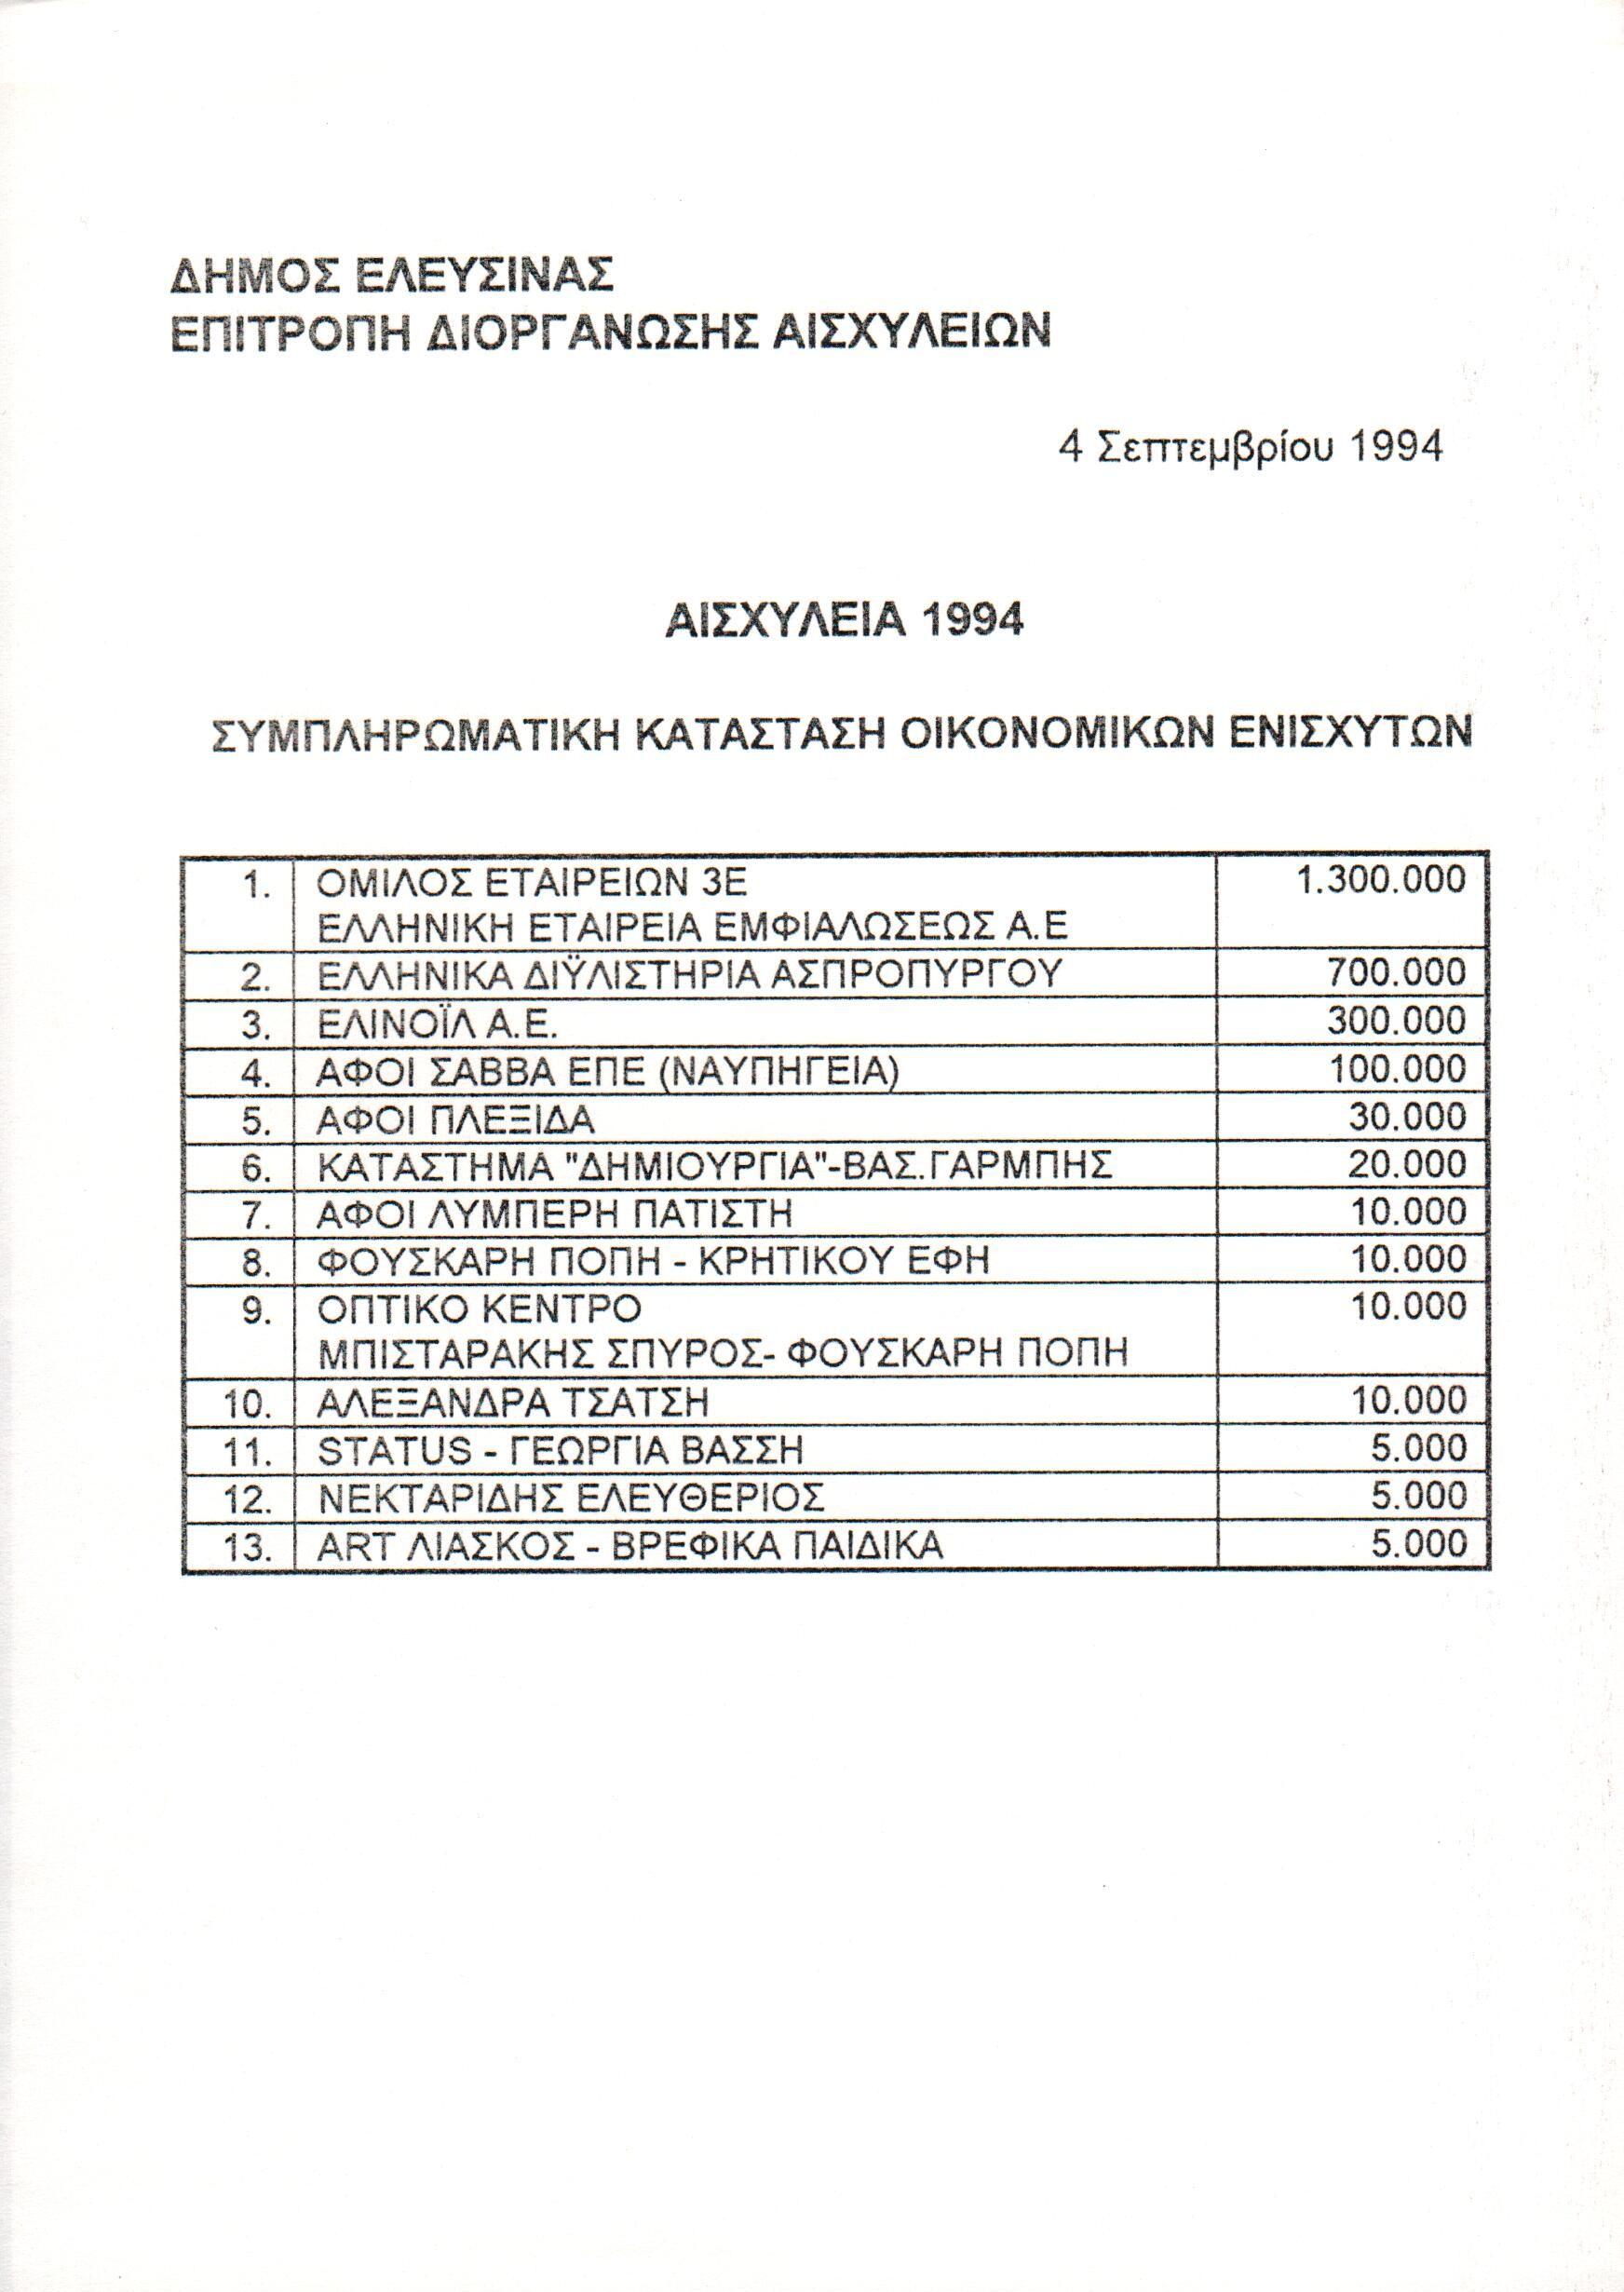 ΔΗΜΟΣ ΕΛΕΥΣΙΝΑΣ
ΕΠΙΤΡΟΠΗ ΔΙΟΡΓΑΝΩΣΗΣ ΑΙΣΧΥΛΕΙΩΝ
4 Σεπτεμβρίου 1994
ΑΙΣΧΥΛΕΙΑ 1994
ΣΥΜΠΛΗΡΩΜΑΤΙΚΗ ΚΑΤΑΣΤΑΣΗ ΟΙΚΟΝΟΜΙΚΩΝ ΕΝΙΣΧΥΤΩΝ
1. ΟΜΙΛΟΣ ΕΤΑΙΡΕΙΩΝ 3Ε 1.300.000
ΕΛΛΗΝΙΚΗ ΕΤΑΙΡΕΙΑ ΕΜΦΙΑΛΩΣΕΩΣ Α.Ε
2. ΕΛΛΗΝΙΚΑ ΔΙΫΛΙΣΤΗΡΙΑ ΑΣΠΡΟΠΥΡΓΟΥ 700.000
3. ΕΛΙΝΟΪΛ Α.Ε. 300.000
4. ΑΦΟΙ ΣΑΒΒΑ ΕΠΕ (ΝΑΥΠΗΓΕΙΑ) 100.000
5. ΑΦΟΙ ΠΛΕΞΙΔΑ 30.000
6. ΚΑΤΑΣΤΗΜΑ "ΔΗΜΙΟΥΡΓΙΑ"-ΒΑΣ.ΓΑΡΜΠΗΣ 20.000
7. ΑΦΟΙ ΛΥΜΠΕΡΗ ΠΑΤΙΣΤΗ 10.000
8. ΦΟΥΣΚΑΡΗ ΠΟΠΗ - ΚΡΗΤΙΚΟΥ ΕΦΗ 10.000
9. ΟΠΤΙΚΟ ΚΕΝΤΡΟ 10.000
ΜΠΙΣΤΑΡΑΚΗΣ ΣΠΥΡΟΣ- ΦΟΥΣΚΑΡΗ ΠΟΠΗ
10. ΑΛΕΞΑΝΔΡΑ ΤΣΑΤΣΗ 10.000
11. STATUS - ΓΕΩΡΓΙΑ ΒΑΣΣΗ 5.000
12. ΝΕΚΤΑΡΙΔΗΣ ΕΛΕΥΘΕΡΙΟΣ 5.000
13. ART ΛΙΑΣΚΟΣ - ΒΡΕΦΙΚΑ ΠΑΙΔΙΚΑ 5.000